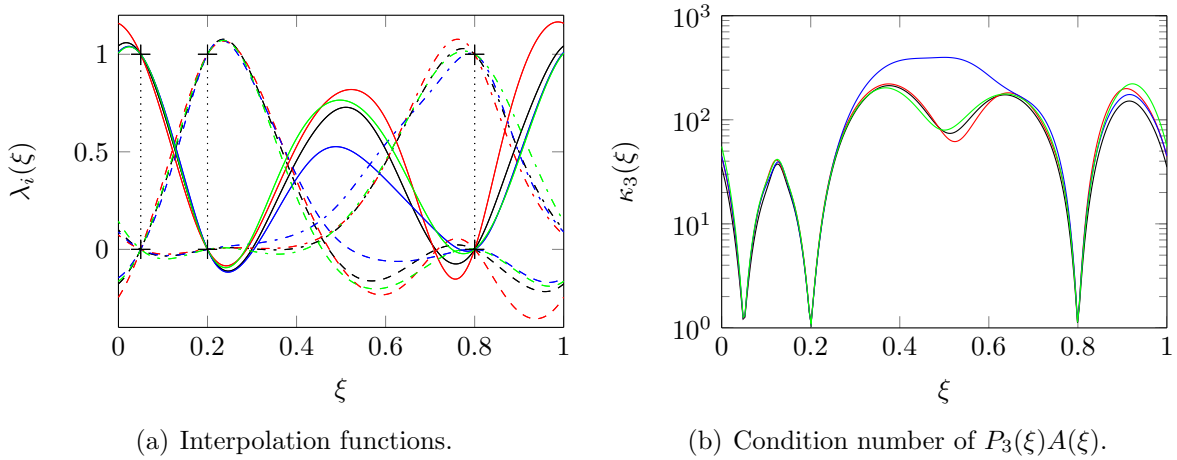 1
0.5
0
λi(ξ)
0 0.2 0.4 0.6 0.8 1
ξ
(a) Interpolation functions.
10³
10²
10¹
10⁰
κ₃(ξ)
0 0.2 0.4 0.6 0.8 1
ξ
(b) Condition number of P₃(ξ)A(ξ).